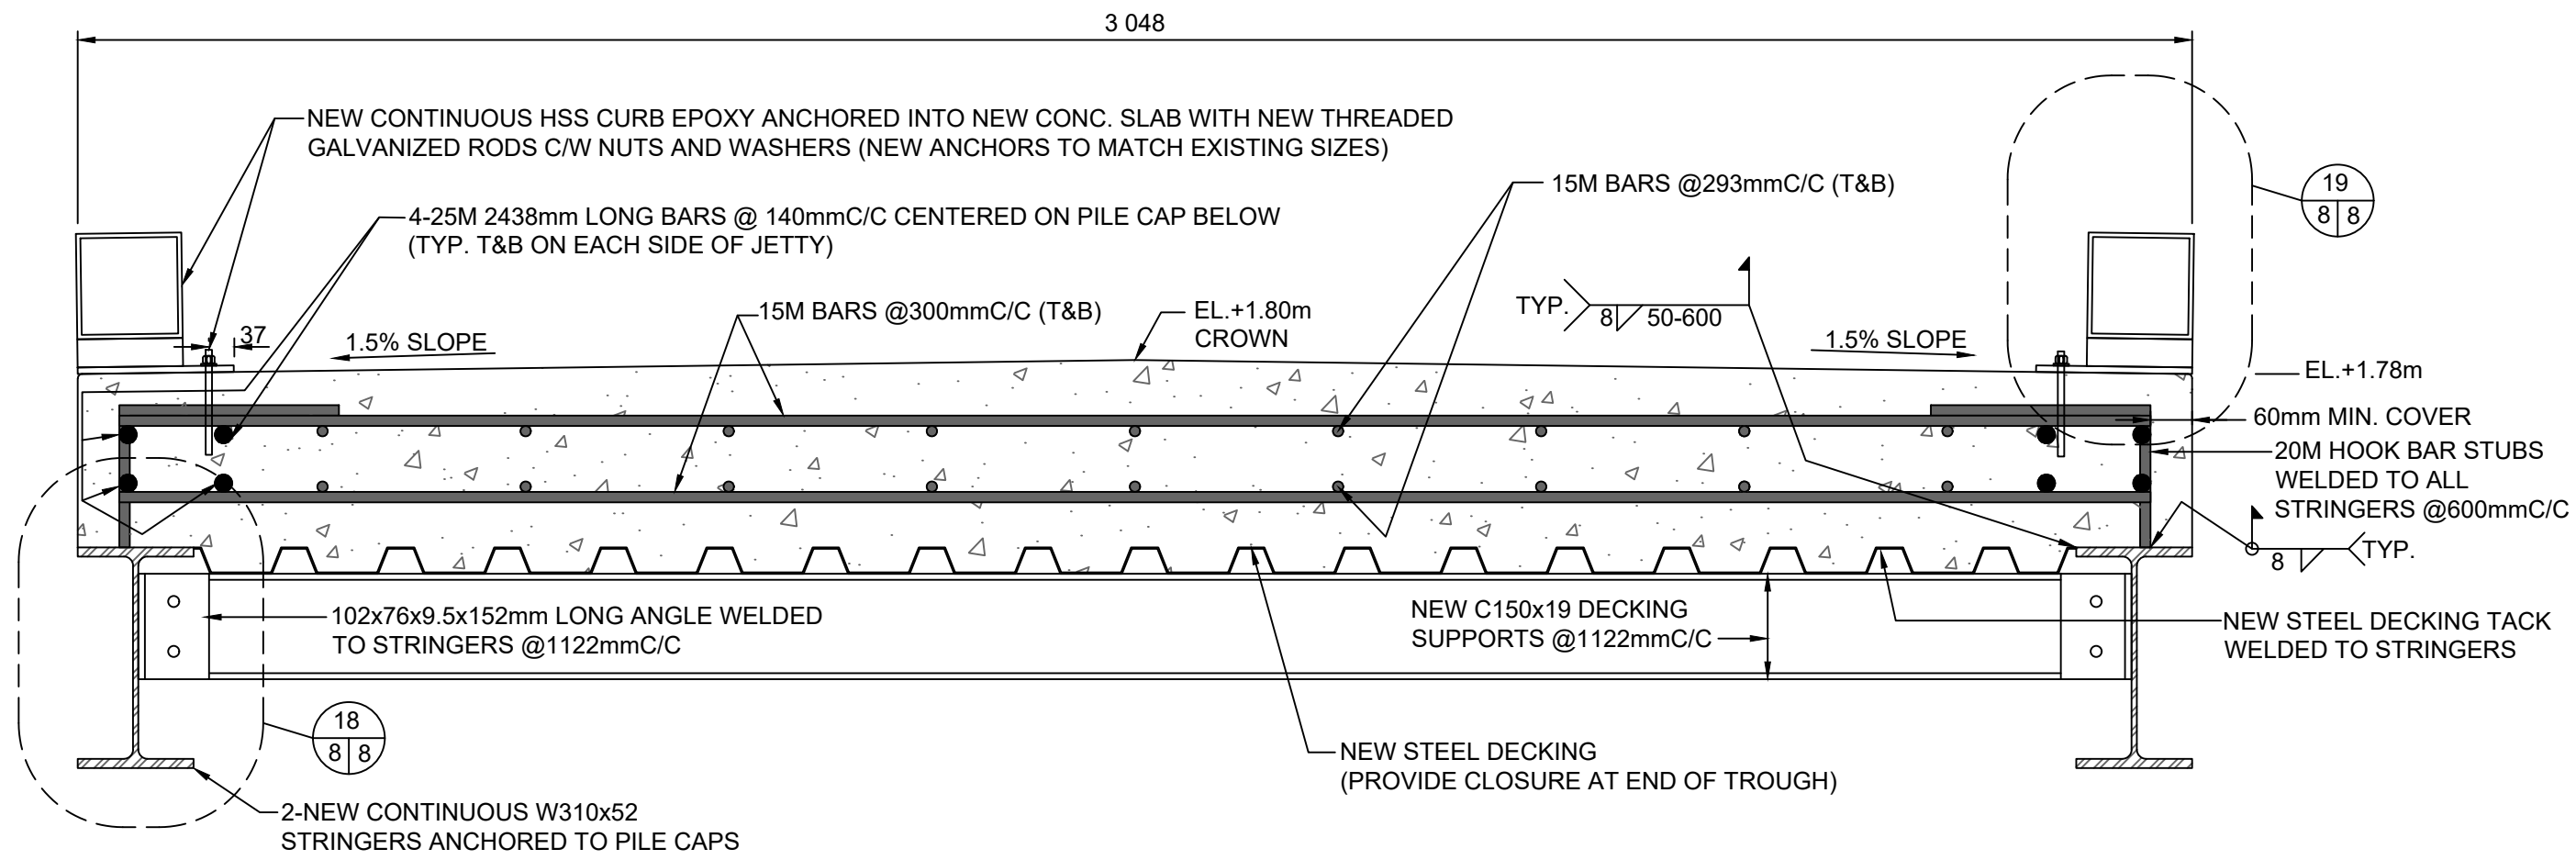 3 048
NEW CONTINUOUS HSS CURB EPOXY ANCHORED INTO NEW CONC. SLAB WITH NEW THREADED
GALVANIZED RODS C/W NUTS AND WASHERS (NEW ANCHORS TO MATCH EXISTING SIZES)
4-25M 2438mm LONG BARS @ 140mmC/C CENTERED ON PILE CAP BELOW
(TYP. T&B ON EACH SIDE OF JETTY)
15M BARS @293mmC/C (T&B)
19
8 8
15M BARS @300mmC/C (T&B)
EL.+1.80m
CROWN
TYP.
8 50-600
37
1.5% SLOPE
1.5% SLOPE
EL.+1.78m
60mm MIN. COVER
20M HOOK BAR STUBS
WELDED TO ALL
STRINGERS @600mmC/C
8
TYP.
102x76x9.5x152mm LONG ANGLE WELDED
TO STRINGERS @1122mmC/C
NEW C150x19 DECKING
SUPPORTS @1122mmC/C
NEW STEEL DECKING TACK
WELDED TO STRINGERS
18
8 8
NEW STEEL DECKING
(PROVIDE CLOSURE AT END OF TROUGH)
2-NEW CONTINUOUS W310x52
STRINGERS ANCHORED TO PILE CAPS